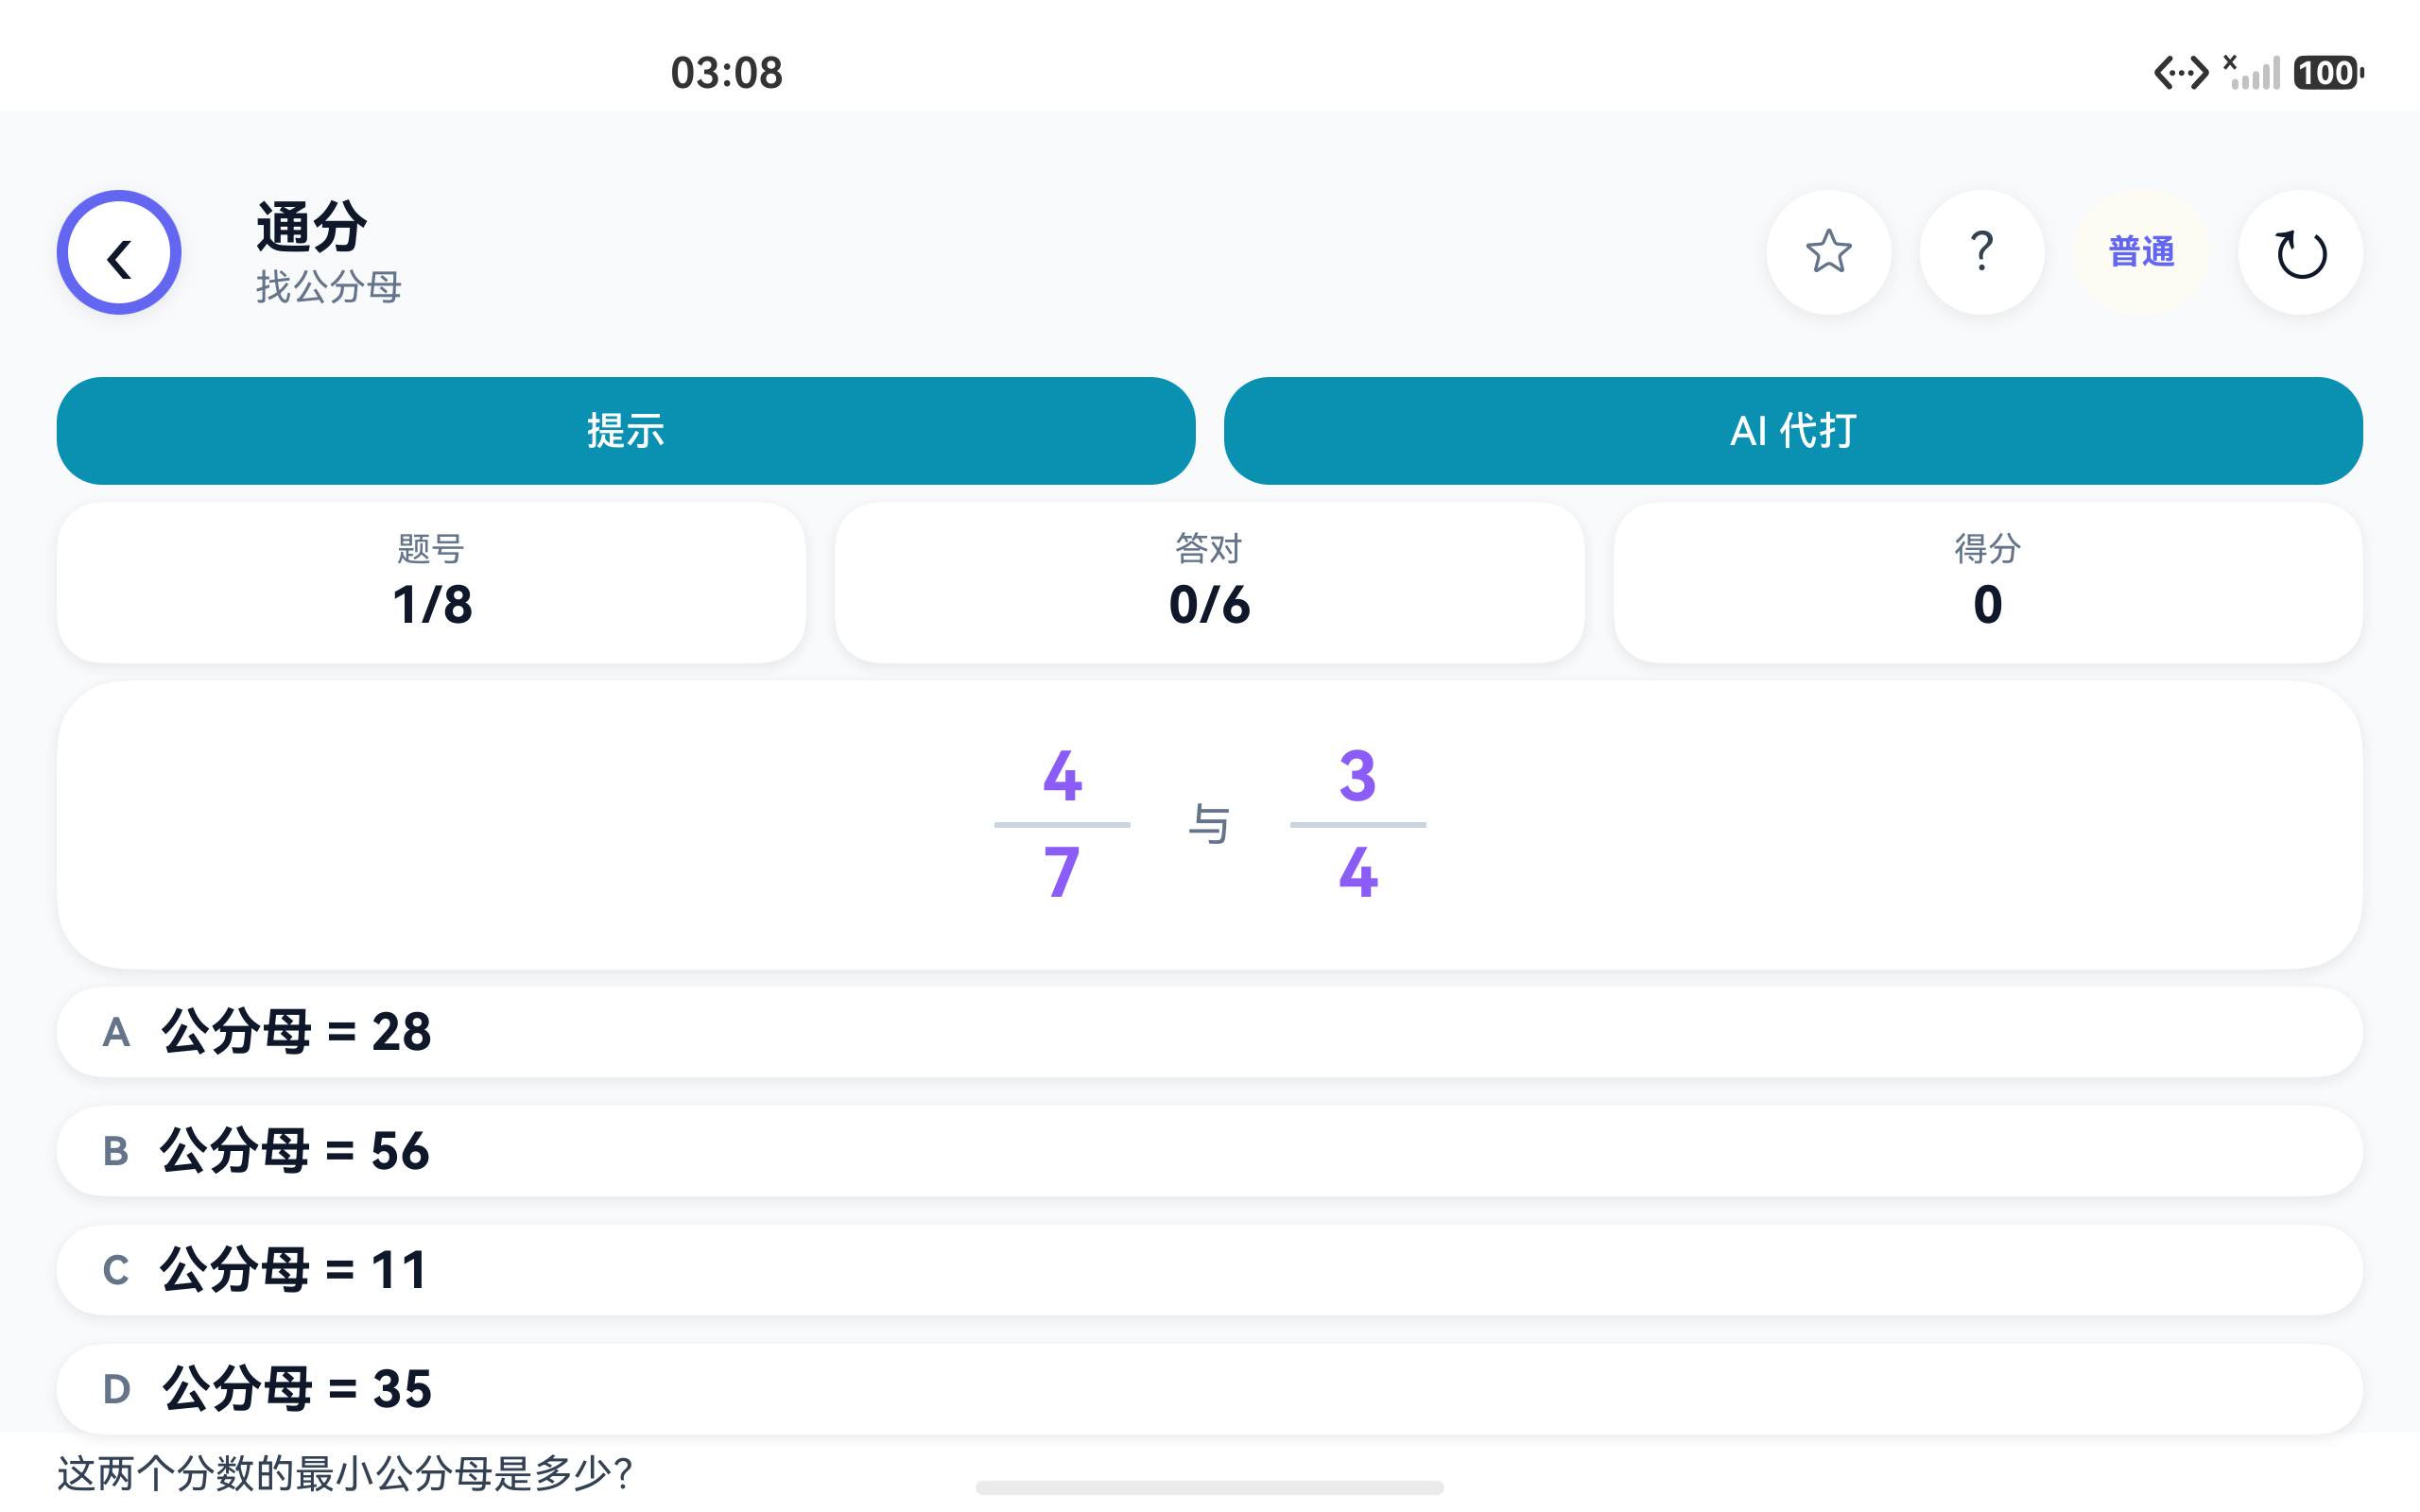 03:08
100
通分
找公分母
?
普通
提示
AI 代打
题号
答对
得分
1/8
0/6
0
4
7
与
3
4
A 公分母 = 28
B 公分母 = 56
C 公分母 = 11
D 公分母 = 35
这两个分数的最小公分母是多少?